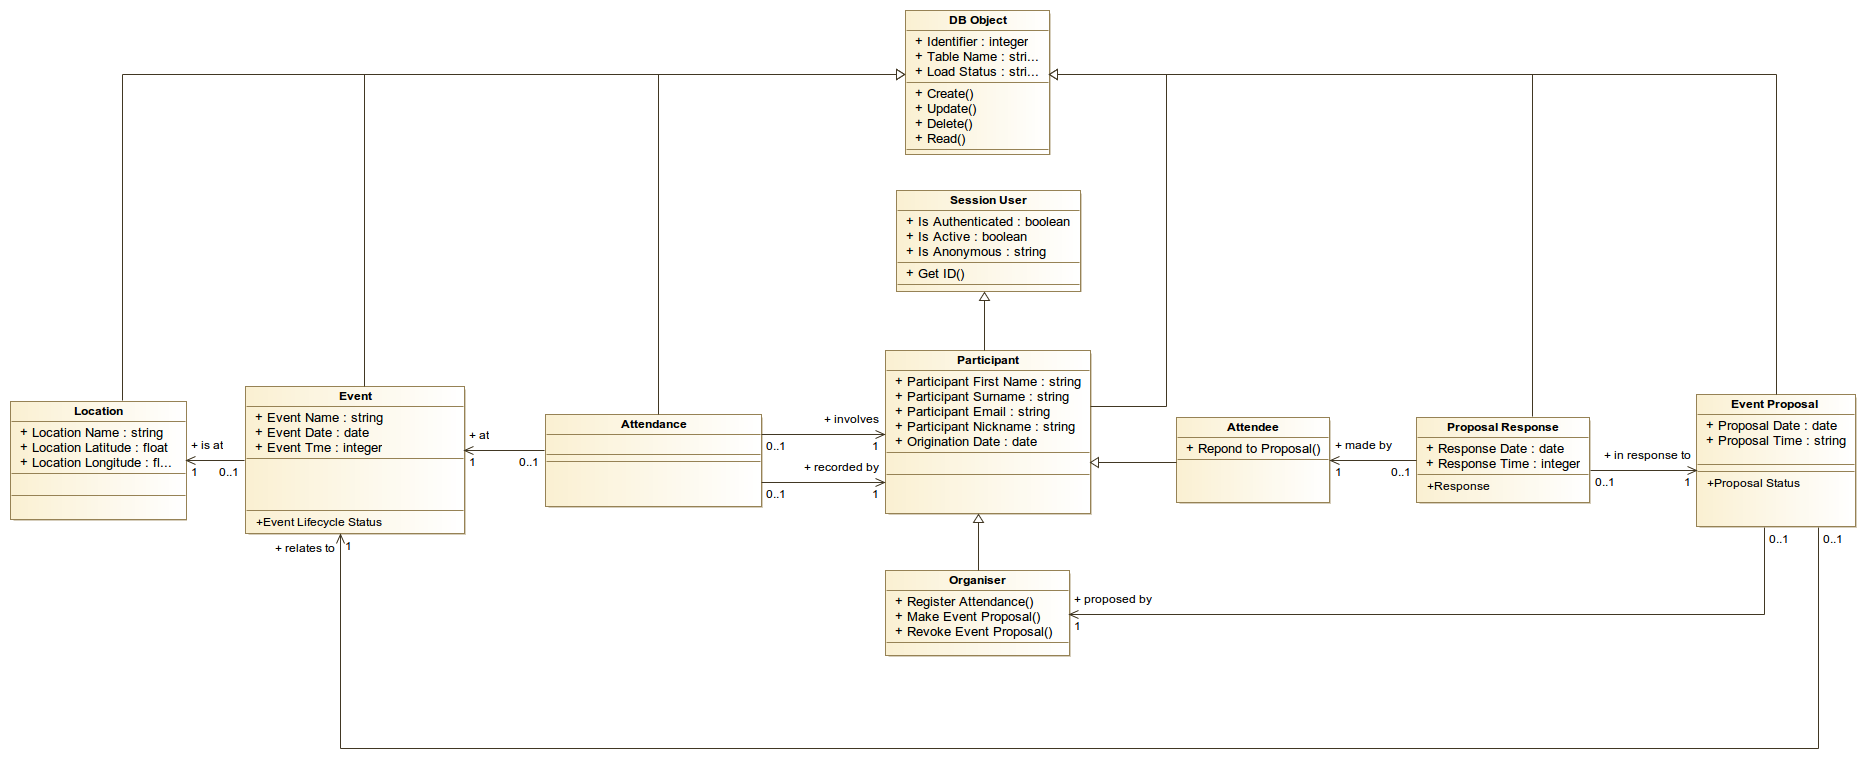 DB Object
+ Identifier : integer
+ Table Name : stri...
+ Load Status : stri...
+ Create()
+ Update()
+ Delete()
+ Read()
Session User
+ Is Authenticated : boolean
+ Is Active : boolean
+ Is Anonymous : string
+ Get ID()
Location
+ Location Name : string
+ Location Latitude : float
+ Location Longitude : fl...
+ is at
1
0..1
Event
+ Event Name : string
+ Event Date : date
+ Event Tme : integer
+Event Lifecycle Status
+ relates to
1
+ at
1
0..1
Attendance
+ involves
0..1
1
+ recorded by
0..1
1
Participant
+ Participant First Name : string
+ Participant Surname : string
+ Participant Email : string
+ Participant Nickname : string
+ Origination Date : date
Attendee
+ Repond to Proposal()
+ made by
1
0..1
Proposal Response
+ Response Date : date
+ Response Time : integer
+Response
+ in response to
0..1
1
Event Proposal
+ Proposal Date : date
+ Proposal Time : string
+Proposal Status
0..1
0..1
Organiser
+ Register Attendance()
+ Make Event Proposal()
+ Revoke Event Proposal()
+ proposed by
1